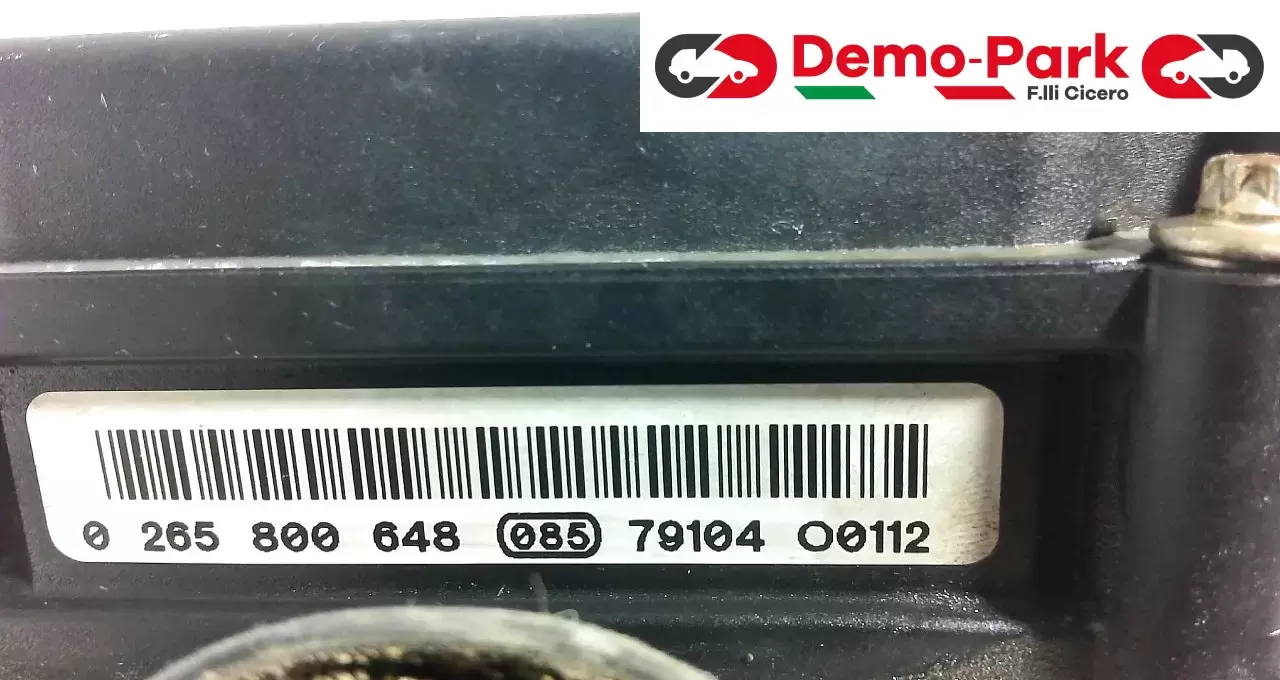 Demo-Park
F.lli Cicero
0 265 800 648 085 79104 O0112